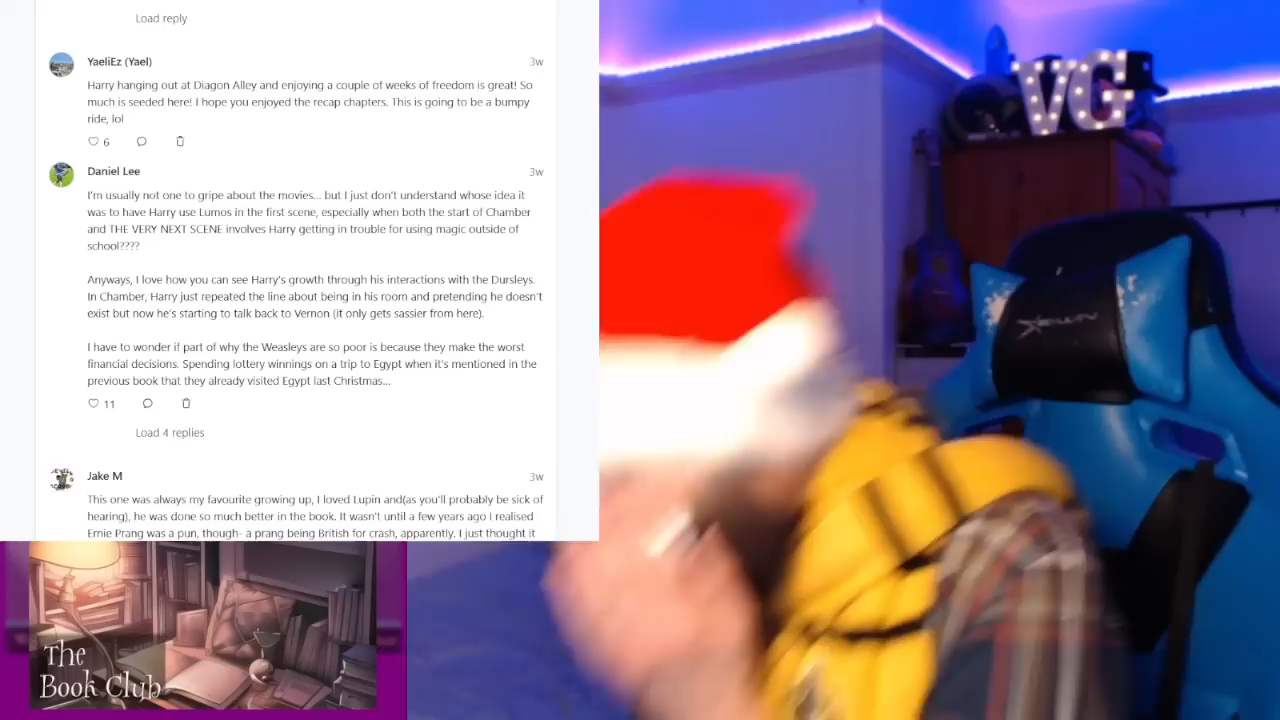 Load reply
YaeliEz (Yael) 3w
Harry hanging out at Diagon Alley and enjoying a couple of weeks of freedom is great! So
much is seeded here! I hope you enjoyed the recap chapters. This is going to be a bumpy
ride, lol
6
Daniel Lee 3w
I'm usually not one to gripe about the movies... but I just don't understand whose idea it
was to have Harry use Lumos in the first scene, especially when both the start of Chamber
and THE VERY NEXT SCENE involves Harry getting in trouble for using magic outside of
school????
Anyways, I love how you can see Harry's growth through his interactions with the Dursleys.
In Chamber, Harry just repeated the line about being in his room and pretending he doesn't
exist but now he's starting to talk back to Vernon (it only gets sassier from here).
I have to wonder if part of why the Weasleys are so poor is because they make the worst
financial decisions. Spending lottery winnings on a trip to Egypt when it's mentioned in the
previous book that they already visited Egypt last Christmas...
11
Load 4 replies
Jake M 3w
This one was always my favourite growing up, I loved Lupin and(as you'll probably be sick of
hearing), he was done so much better in the book. It wasn't until a few years ago I realised
Ernie Prang was a pun, though- a prang being British for crash, apparently. I just thought it
VG
The
Book Club